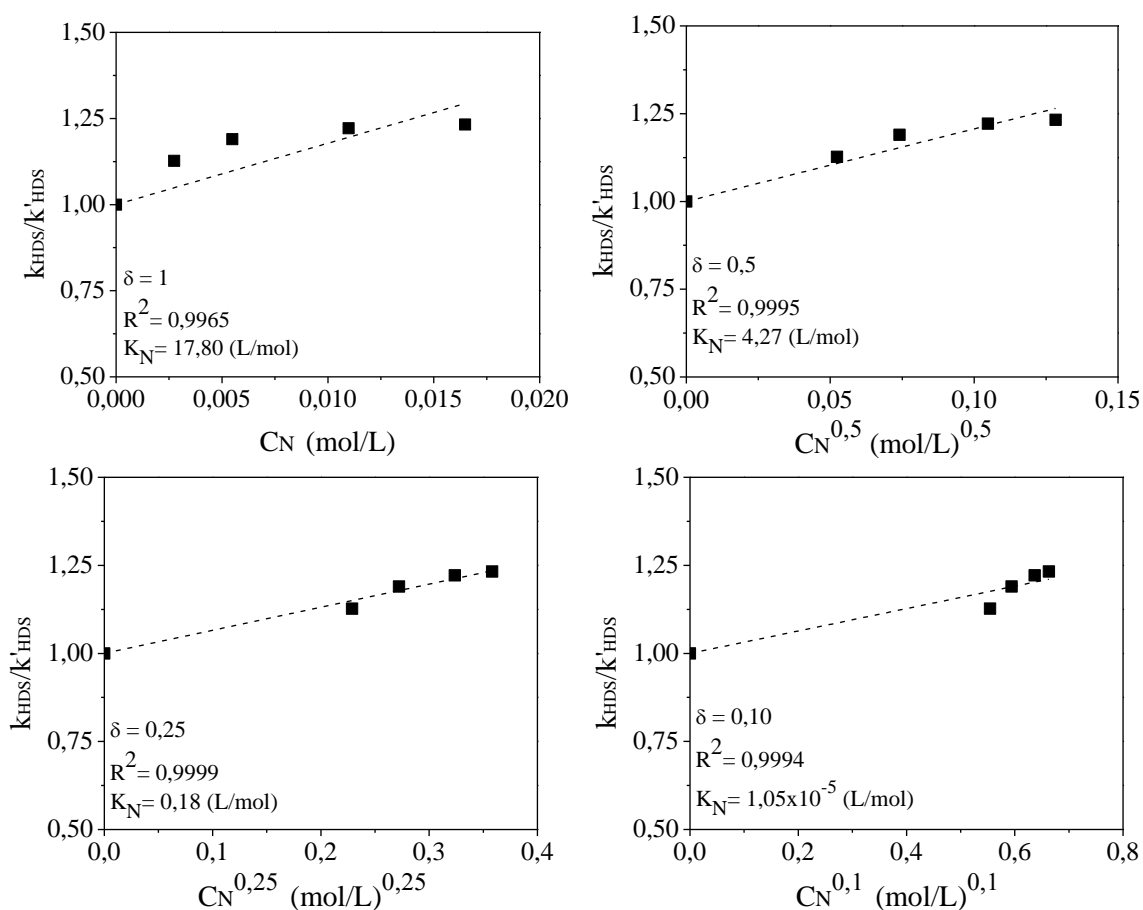 1,50
1,25
1,00
0,75
0,50
kHDS/k'HDS
δ = 1
R²= 0,9965
KN= 17,80 (L/mol)
0,000 0,005 0,010 0,015 0,020
CN (mol/L)
1,50
1,25
1,00
0,75
0,50
kHDS/k'HDS
δ = 0,5
R²= 0,9995
KN= 4,27 (L/mol)
0,00 0,05 0,10 0,15
CN^0,5 (mol/L)^0,5
1,50
1,25
1,00
0,75
0,50
kHDS/k'HDS
δ = 0,25
R²= 0,9999
KN= 0,18 (L/mol)
0,0 0,1 0,2 0,3 0,4
CN^0,25 (mol/L)^0,25
1,50
1,25
1,00
0,75
0,50
kHDS/k'HDS
δ = 0,10
R²= 0,9994
KN= 1,05x10⁻⁵ (L/mol)
0,0 0,2 0,4 0,6 0,8
CN^0,1 (mol/L)^0,1